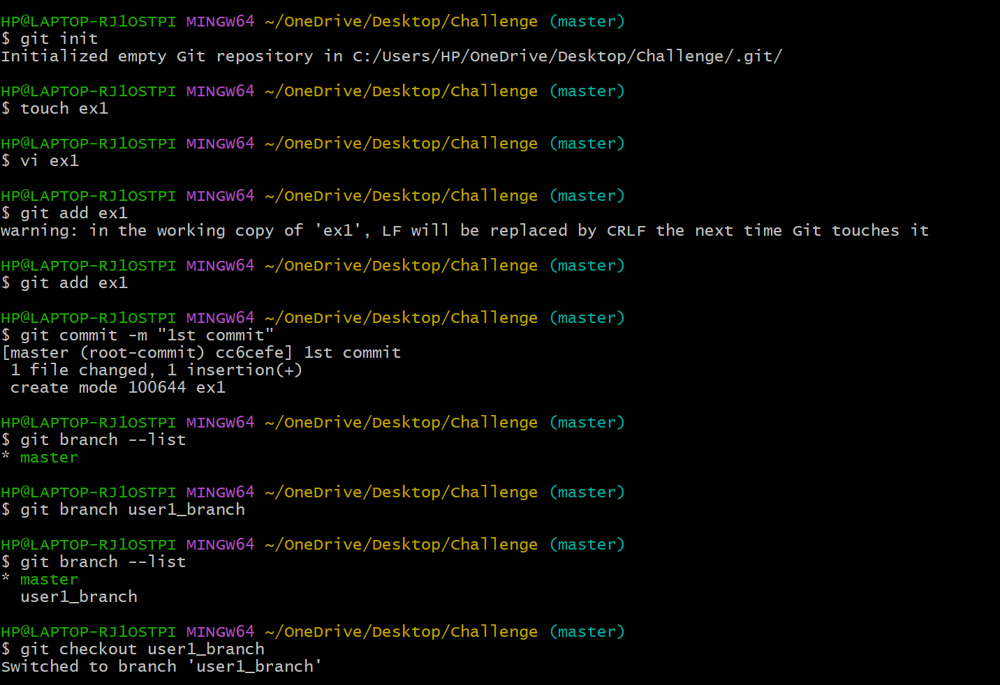 HP@LAPTOP-RJ1OSTPI MINGW64 ~/OneDrive/Desktop/Challenge (master)
$ git init
Initialized empty Git repository in C:/Users/HP/OneDrive/Desktop/Challenge/.git/
HP@LAPTOP-RJ1OSTPI MINGW64 ~/OneDrive/Desktop/Challenge (master)
$ touch ex1
HP@LAPTOP-RJ1OSTPI MINGW64 ~/OneDrive/Desktop/Challenge (master)
$ vi ex1
HP@LAPTOP-RJ1OSTPI MINGW64 ~/OneDrive/Desktop/Challenge (master)
$ git add ex1
warning: in the working copy of 'ex1', LF will be replaced by CRLF the next time Git touches it
HP@LAPTOP-RJ1OSTPI MINGW64 ~/OneDrive/Desktop/Challenge (master)
$ git add ex1
HP@LAPTOP-RJ1OSTPI MINGW64 ~/OneDrive/Desktop/Challenge (master)
$ git commit -m "1st commit"
[master (root-commit) cc6cefe] 1st commit
 1 file changed, 1 insertion(+)
 create mode 100644 ex1
HP@LAPTOP-RJ1OSTPI MINGW64 ~/OneDrive/Desktop/Challenge (master)
$ git branch --list
* master
HP@LAPTOP-RJ1OSTPI MINGW64 ~/OneDrive/Desktop/Challenge (master)
$ git branch user1_branch
HP@LAPTOP-RJ1OSTPI MINGW64 ~/OneDrive/Desktop/Challenge (master)
$ git branch --list
* master
  user1_branch
HP@LAPTOP-RJ1OSTPI MINGW64 ~/OneDrive/Desktop/Challenge (master)
$ git checkout user1_branch
Switched to branch 'user1_branch'